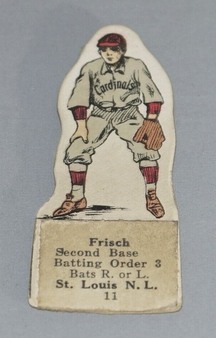 Cardinals
Frisch
Second Base
Batting Order 3
Bats R. or L.
St. Louis N. L.
11